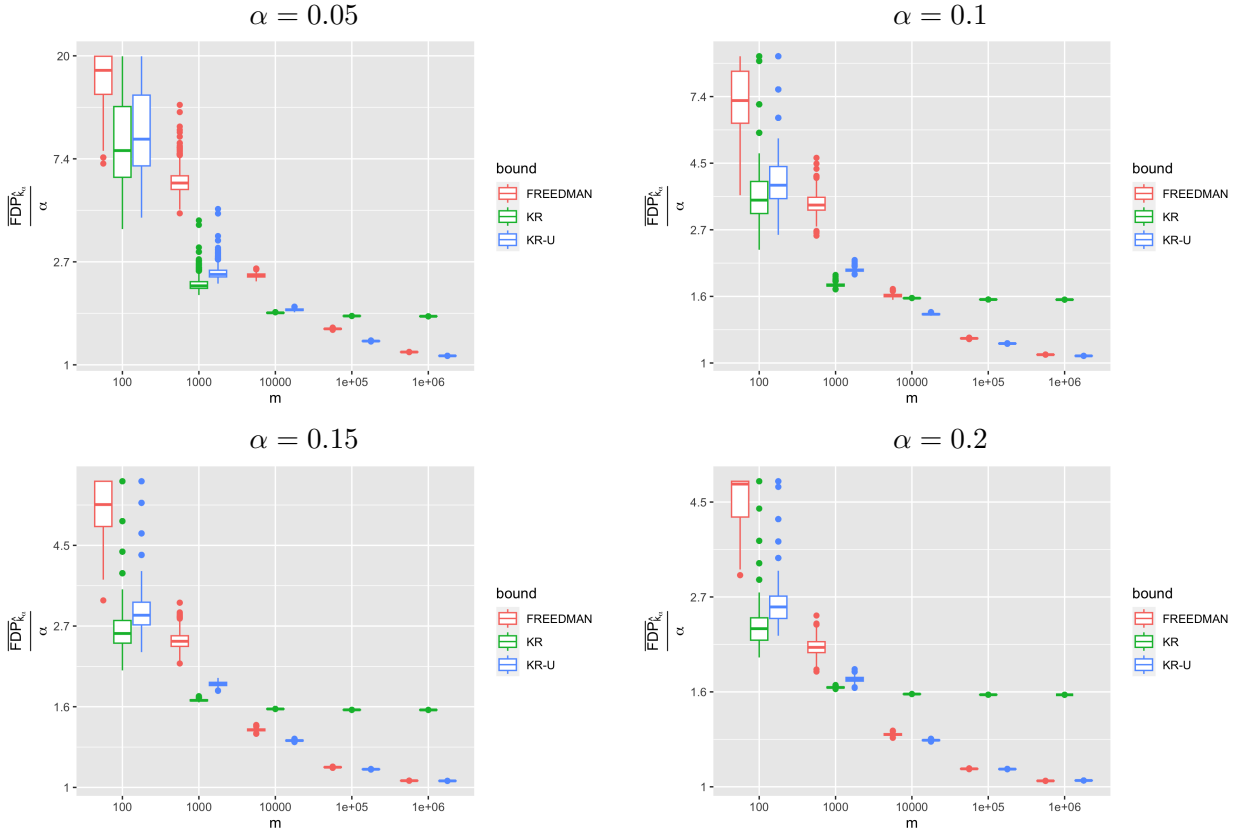 α = 0.05
20
7.4
2.7
1
100
1000
10000
1e+05
1e+06
m
FDP k̂α
α
bound
FREEDMAN
KR
KR-U
α = 0.1
7.4
4.5
2.7
1.6
1
100
1000
10000
1e+05
1e+06
m
FDP k̂α
α
bound
FREEDMAN
KR
KR-U
α = 0.15
4.5
2.7
1.6
1
100
1000
10000
1e+05
1e+06
m
FDP k̂α
α
bound
FREEDMAN
KR
KR-U
α = 0.2
4.5
2.7
1.6
1
100
1000
10000
1e+05
1e+06
m
FDP k̂α
α
bound
FREEDMAN
KR
KR-U